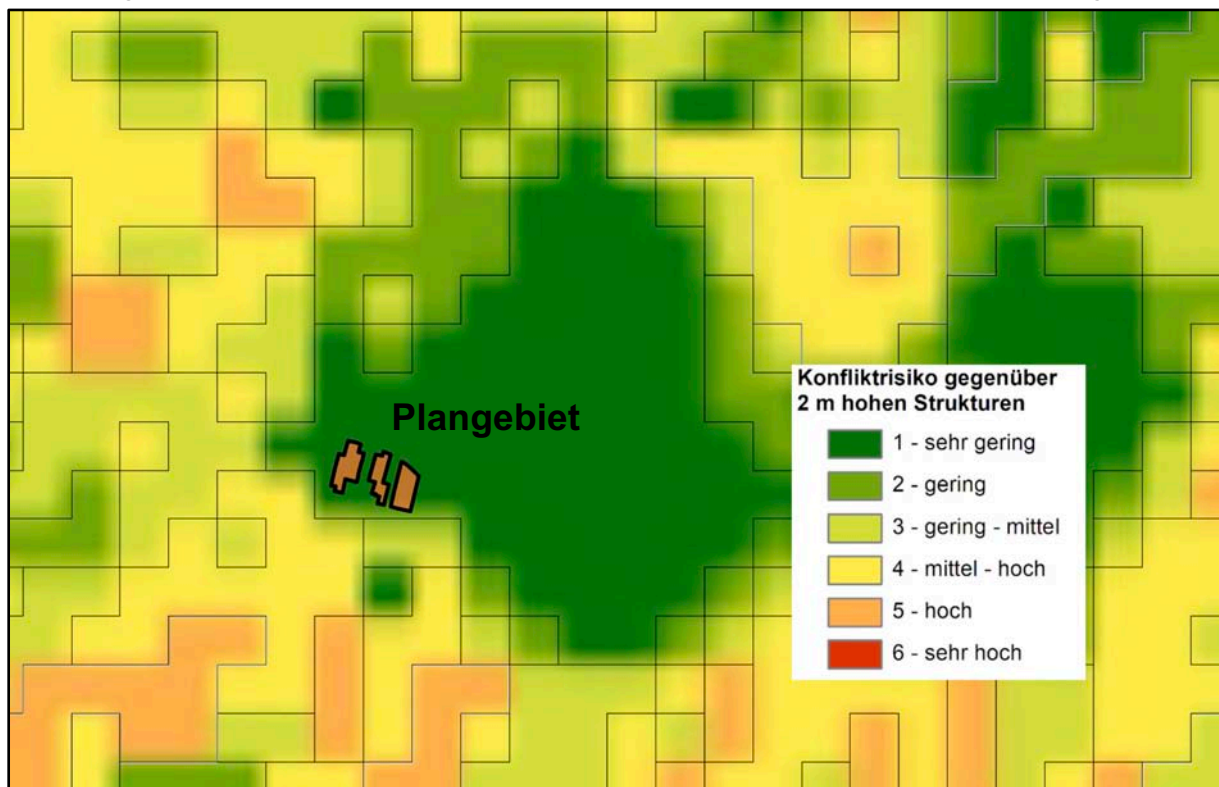 Plangebiet
Konfliktrisiko gegenüber
2 m hohen Strukturen
1 - sehr gering
2 - gering
3 - gering - mittel
4 - mittel - hoch
5 - hoch
6 - sehr hoch